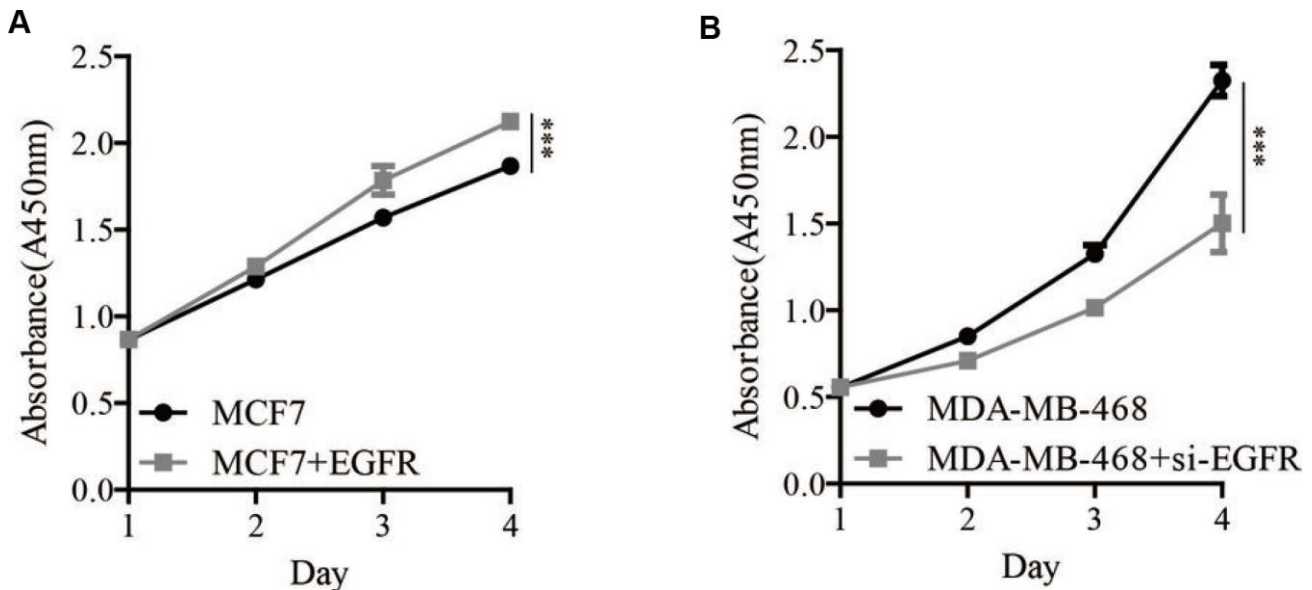 A
Absorbance(A450nm)
2.5
2.0
1.5
1.0
0.5
0.0
***
MCF7
MCF7+EGFR
1 2 3 4
Day
B
Absorbance(A450nm)
2.5
2.0
1.5
1.0
0.5
0.0
***
MDA-MB-468
MDA-MB-468+si-EGFR
1 2 3 4
Day